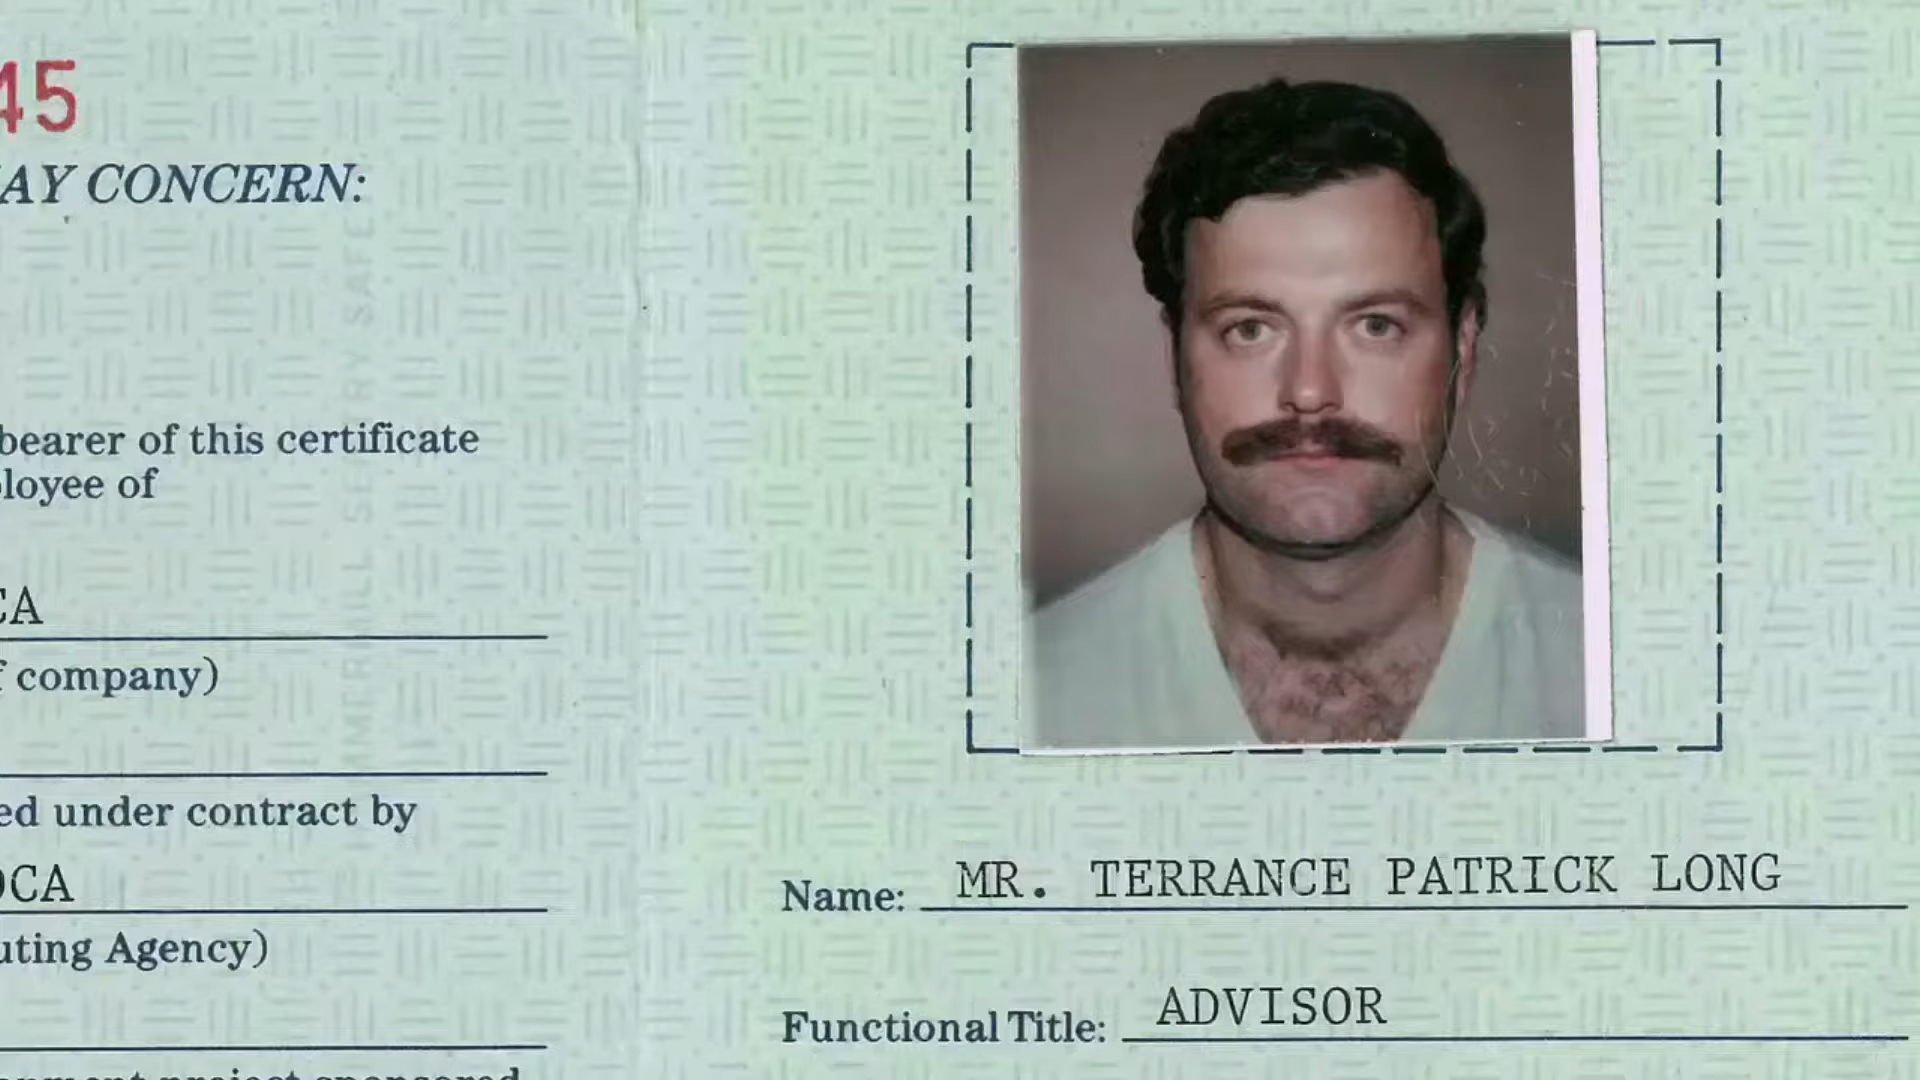 45
AY CONCERN:
bearer of this certificate
loyee of
CA
f company)
ed under contract by
OCA
uting Agency)
Name: MR. TERRANCE PATRICK LONG
Functional Title: ADVISOR